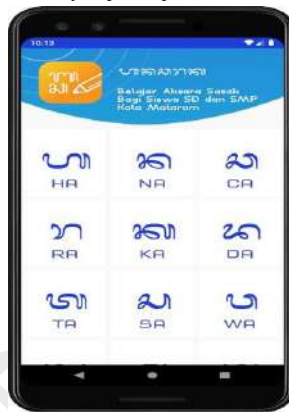 10:13
Belajar Aksara Sasak
Bagi Siswa SD dan SMP
Kota Mataram
ᬳ ᬦ ᬘ
HA NA CA
ᬭ ᬓ ᬤ
RA KA DA
ᬢ ᬲ ᬯ
TA SA WA